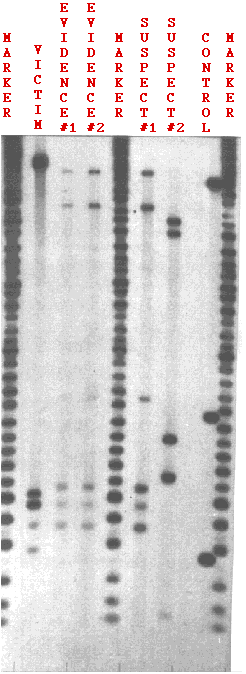 MARKER
VICTIM
EVIDENCE#1
EVIDENCE#2
MARKER
SUSPECT#1
SUSPECT#2
CONTROL
MARKER